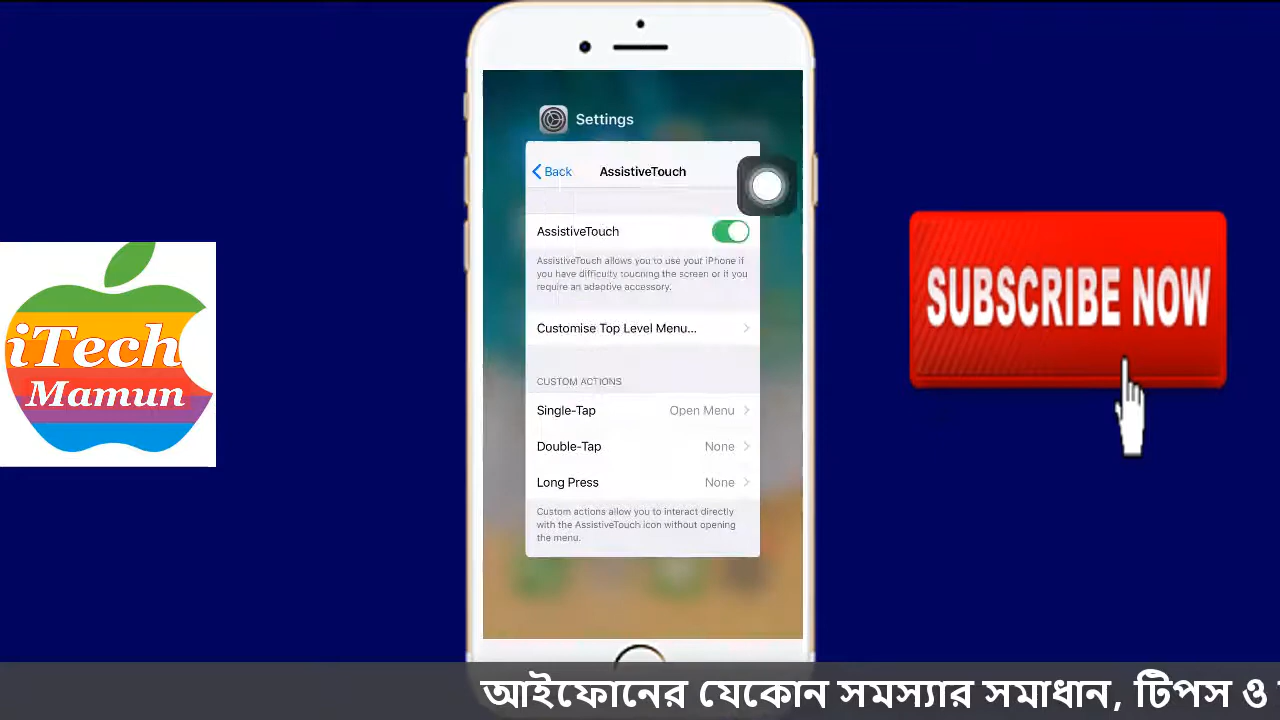 Settings
Back
AssistiveTouch
AssistiveTouch
AssistiveTouch allows you to use your iPhone if
you have difficulty touching the screen or if you
require an adaptive accessory.
Customise Top Level Menu...
CUSTOM ACTIONS
Single-Tap Open Menu
Double-Tap None
Long Press None
Custom actions allow you to interact directly
with the AssistiveTouch icon without opening
the menu.
iTech
Mamun
SUBSCRIBE NOW
আইফোনের যেকোন সমস্যার সমাধান, টিপস ও